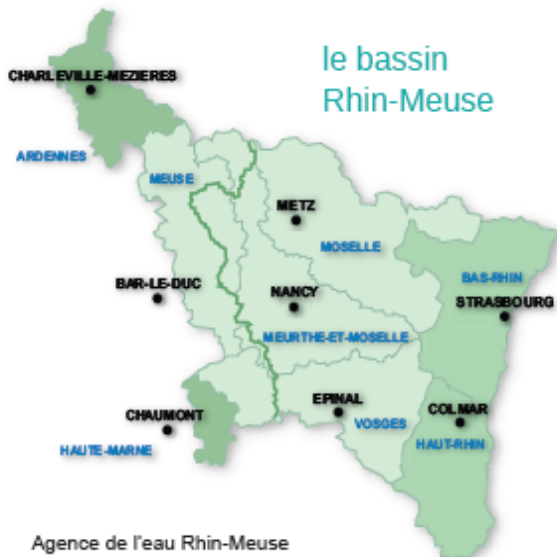 le bassin
Rhin-Meuse
CHARLEVILLE-MEZIERES
ARDENNES
MEUSE
METZ
MOSELLE
BAS-RHIN
BAR-LE-DUC
NANCY
STRASBOURG
MEURTHE-ET-MOSELLE
CHAUMONT
EPINAL
COLMAR
VOSGES
HAUT-RHIN
HAUTE-MARNE
Agence de l'eau Rhin-Meuse